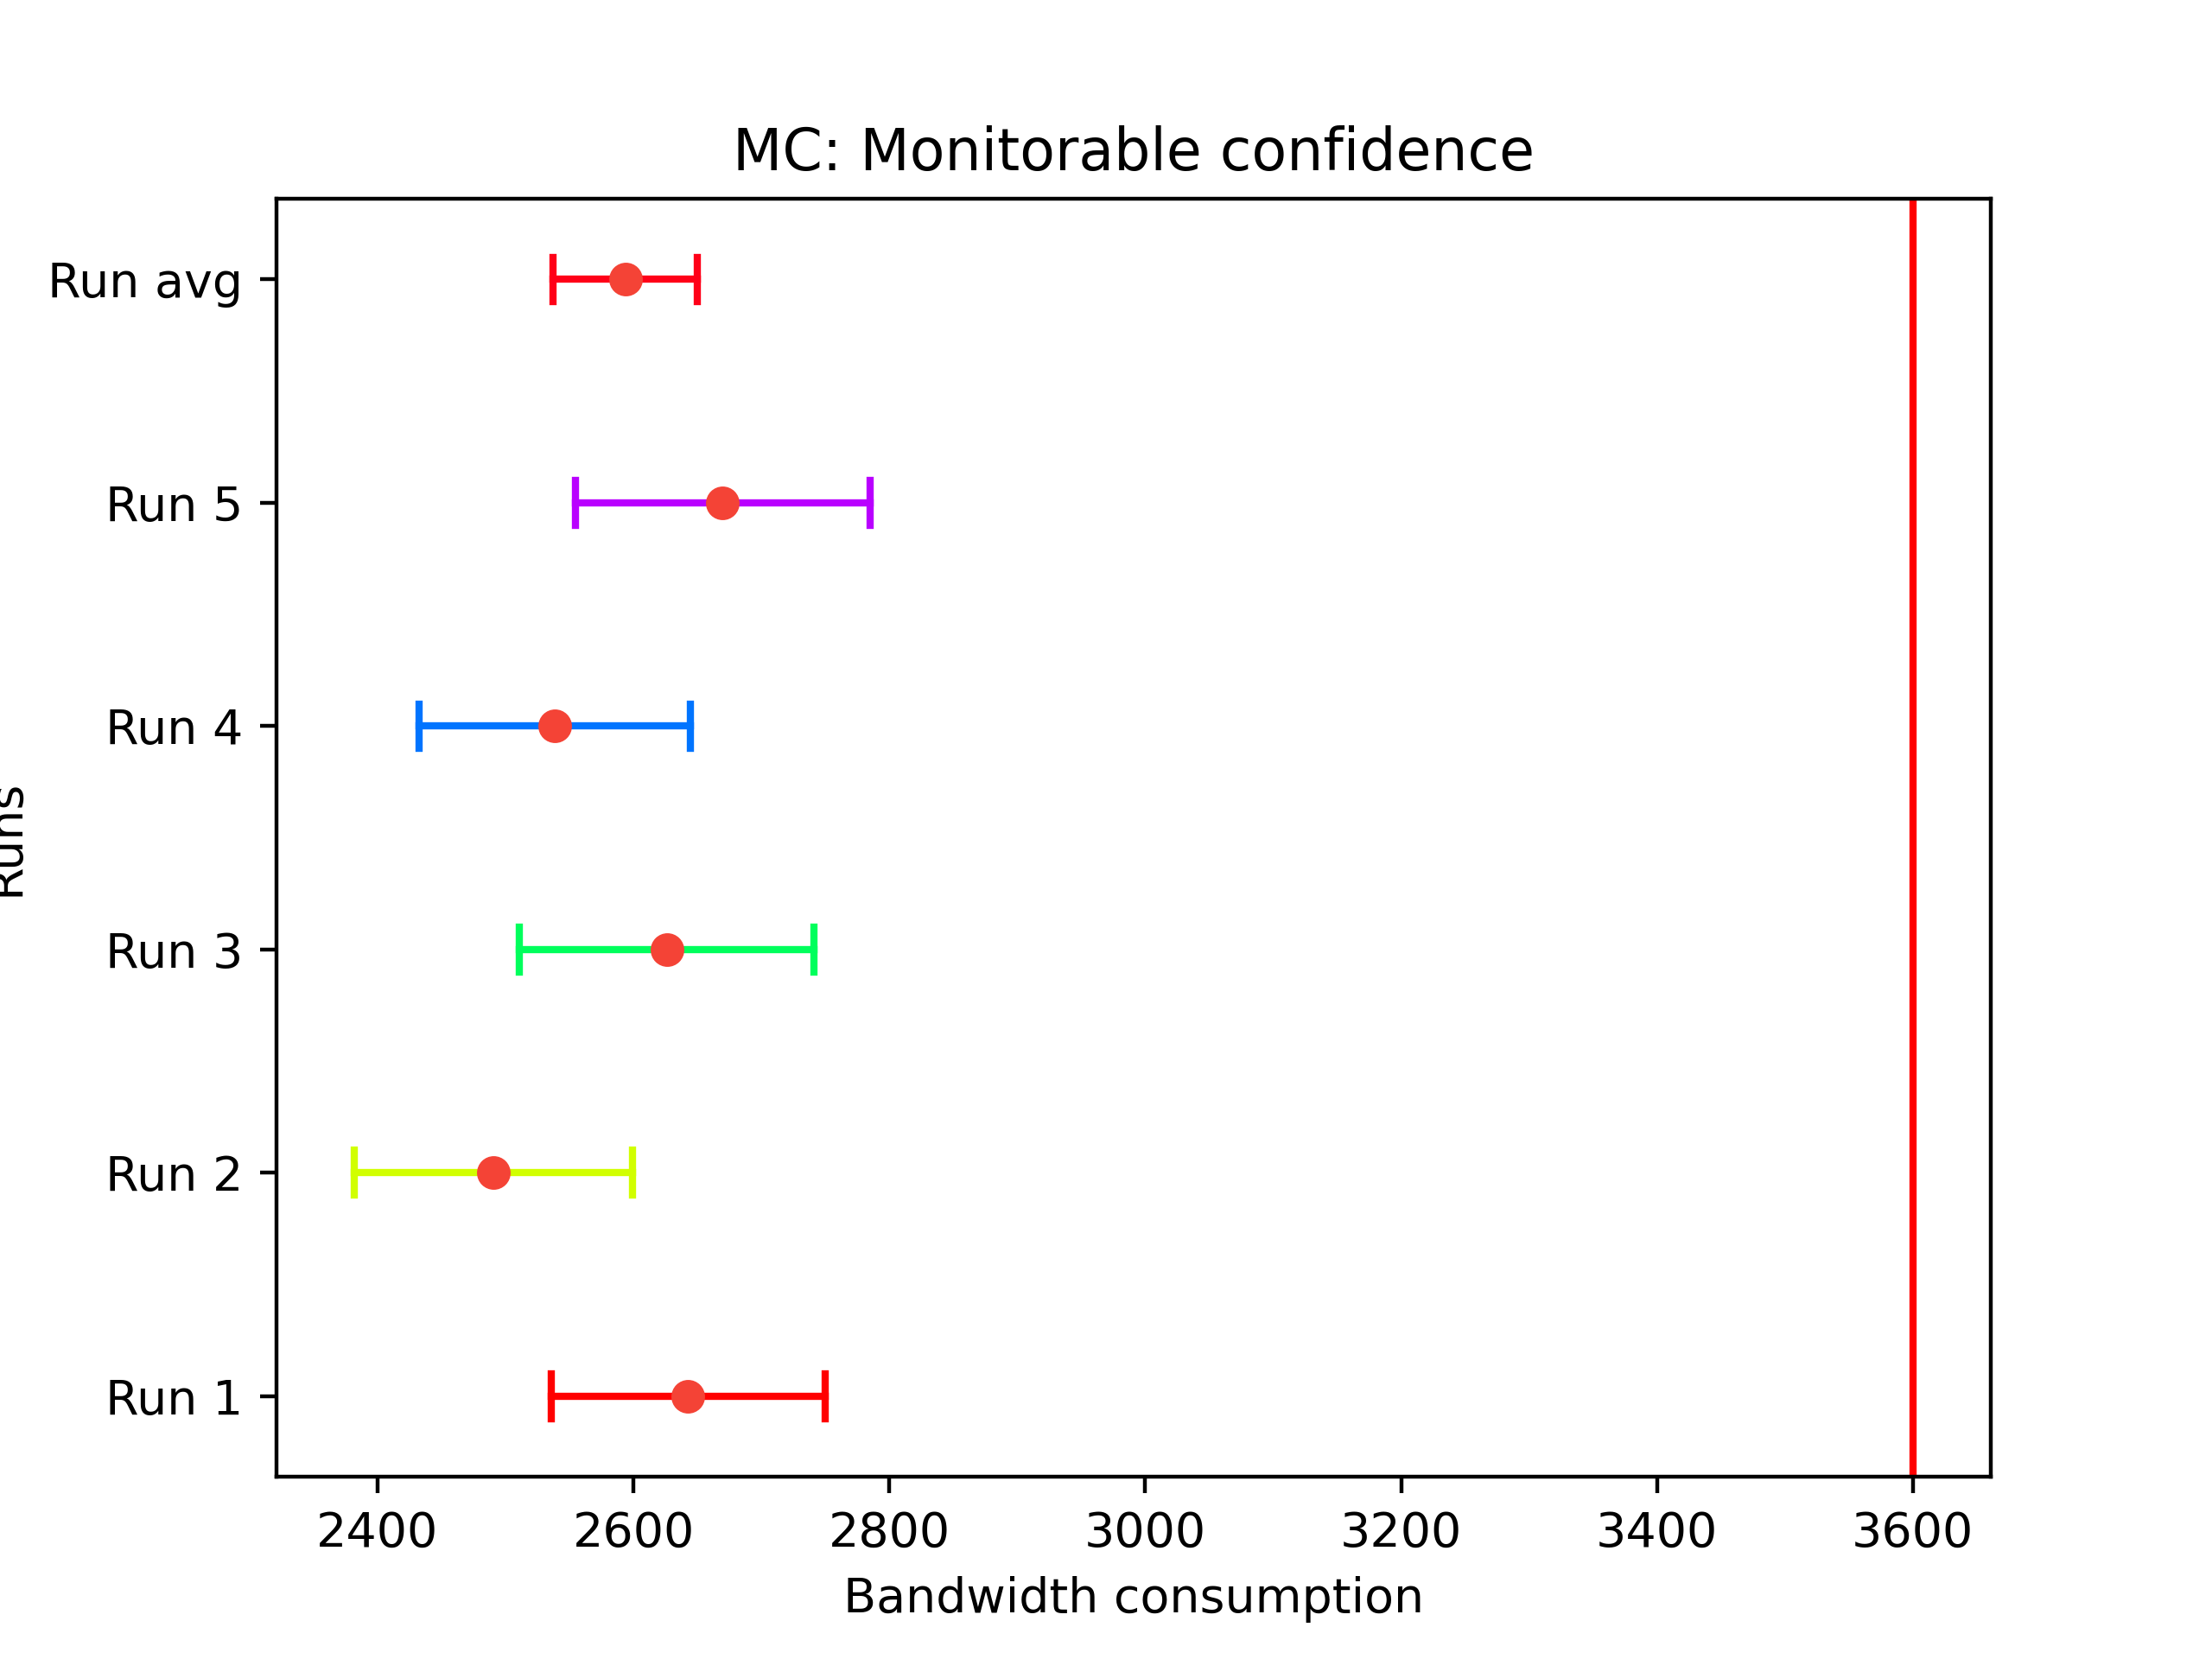 MC: Monitorable confidence
Run avg
Run 5
Run 4
Runs
Run 3
Run 2
Run 1
2400 2600 2800 3000 3200 3400 3600
Bandwidth consumption